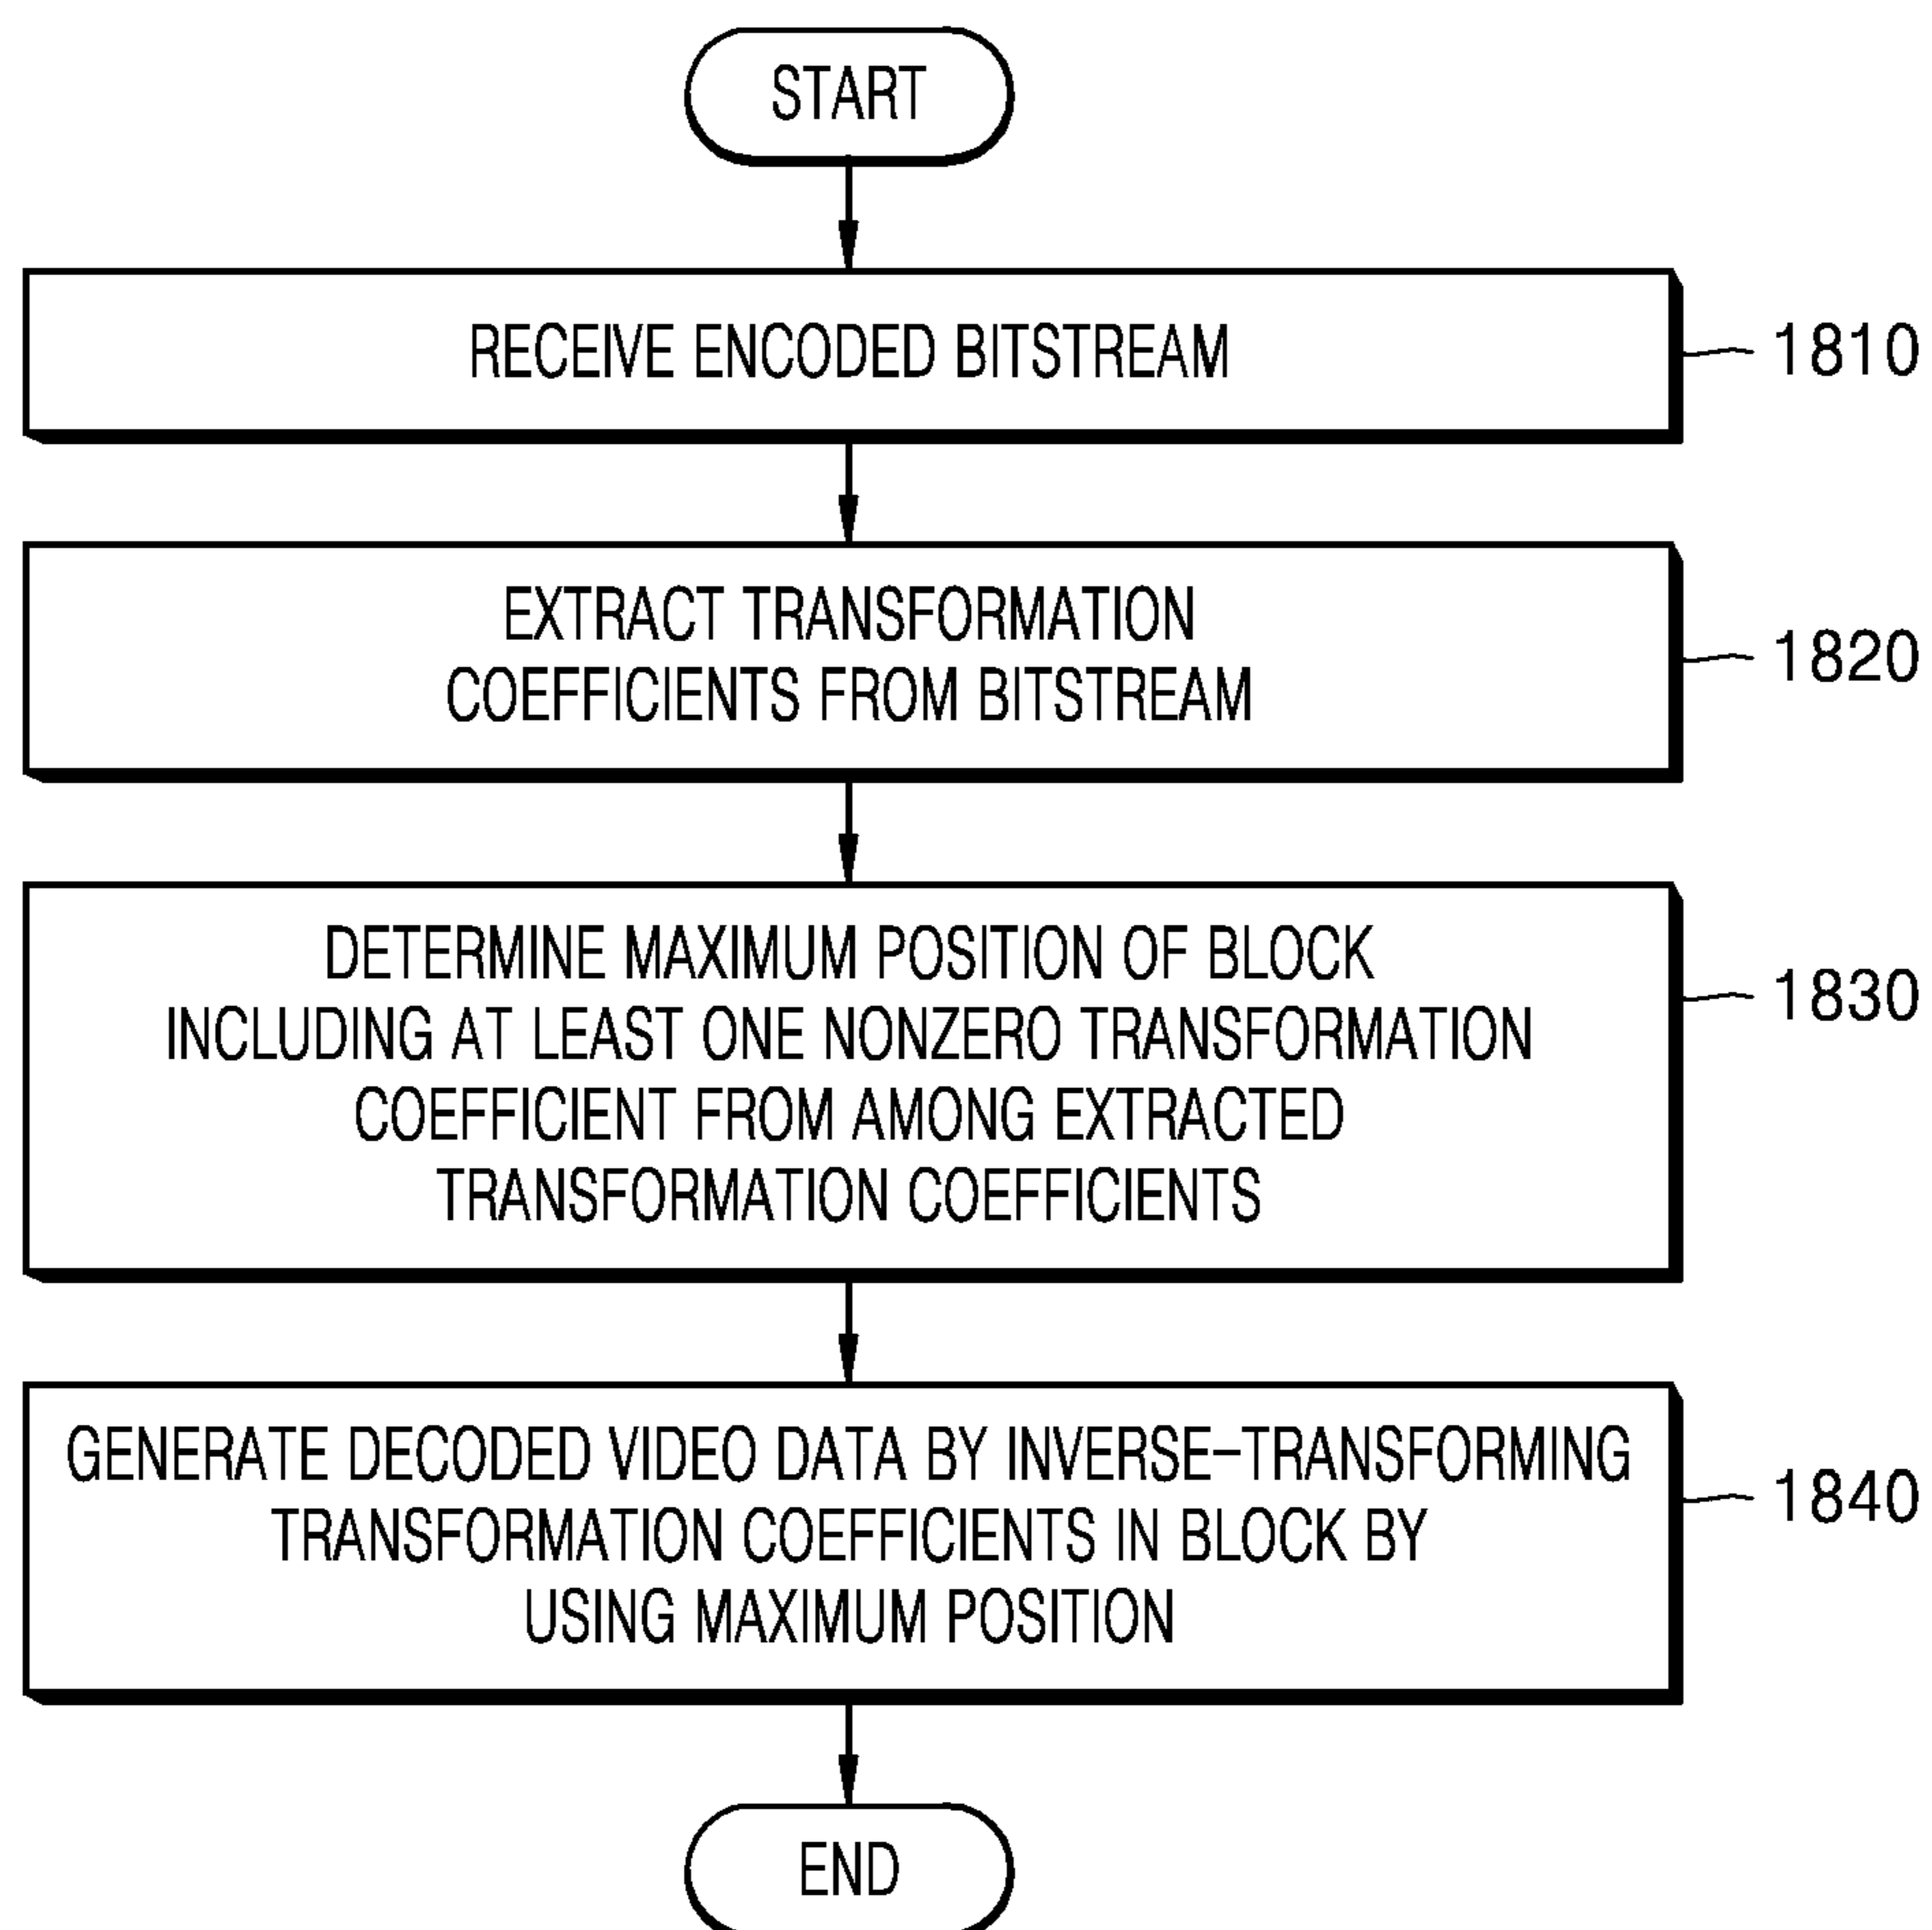 START
RECEIVE ENCODED BITSTREAM
1810
EXTRACT TRANSFORMATION
COEFFICIENTS FROM BITSTREAM
1820
DETERMINE MAXIMUM POSITION OF BLOCK
INCLUDING AT LEAST ONE NONZERO TRANSFORMATION
COEFFICIENT FROM AMONG EXTRACTED
TRANSFORMATION COEFFICIENTS
1830
GENERATE DECODED VIDEO DATA BY INVERSE-TRANSFORMING
TRANSFORMATION COEFFICIENTS IN BLOCK BY
USING MAXIMUM POSITION
1840
END